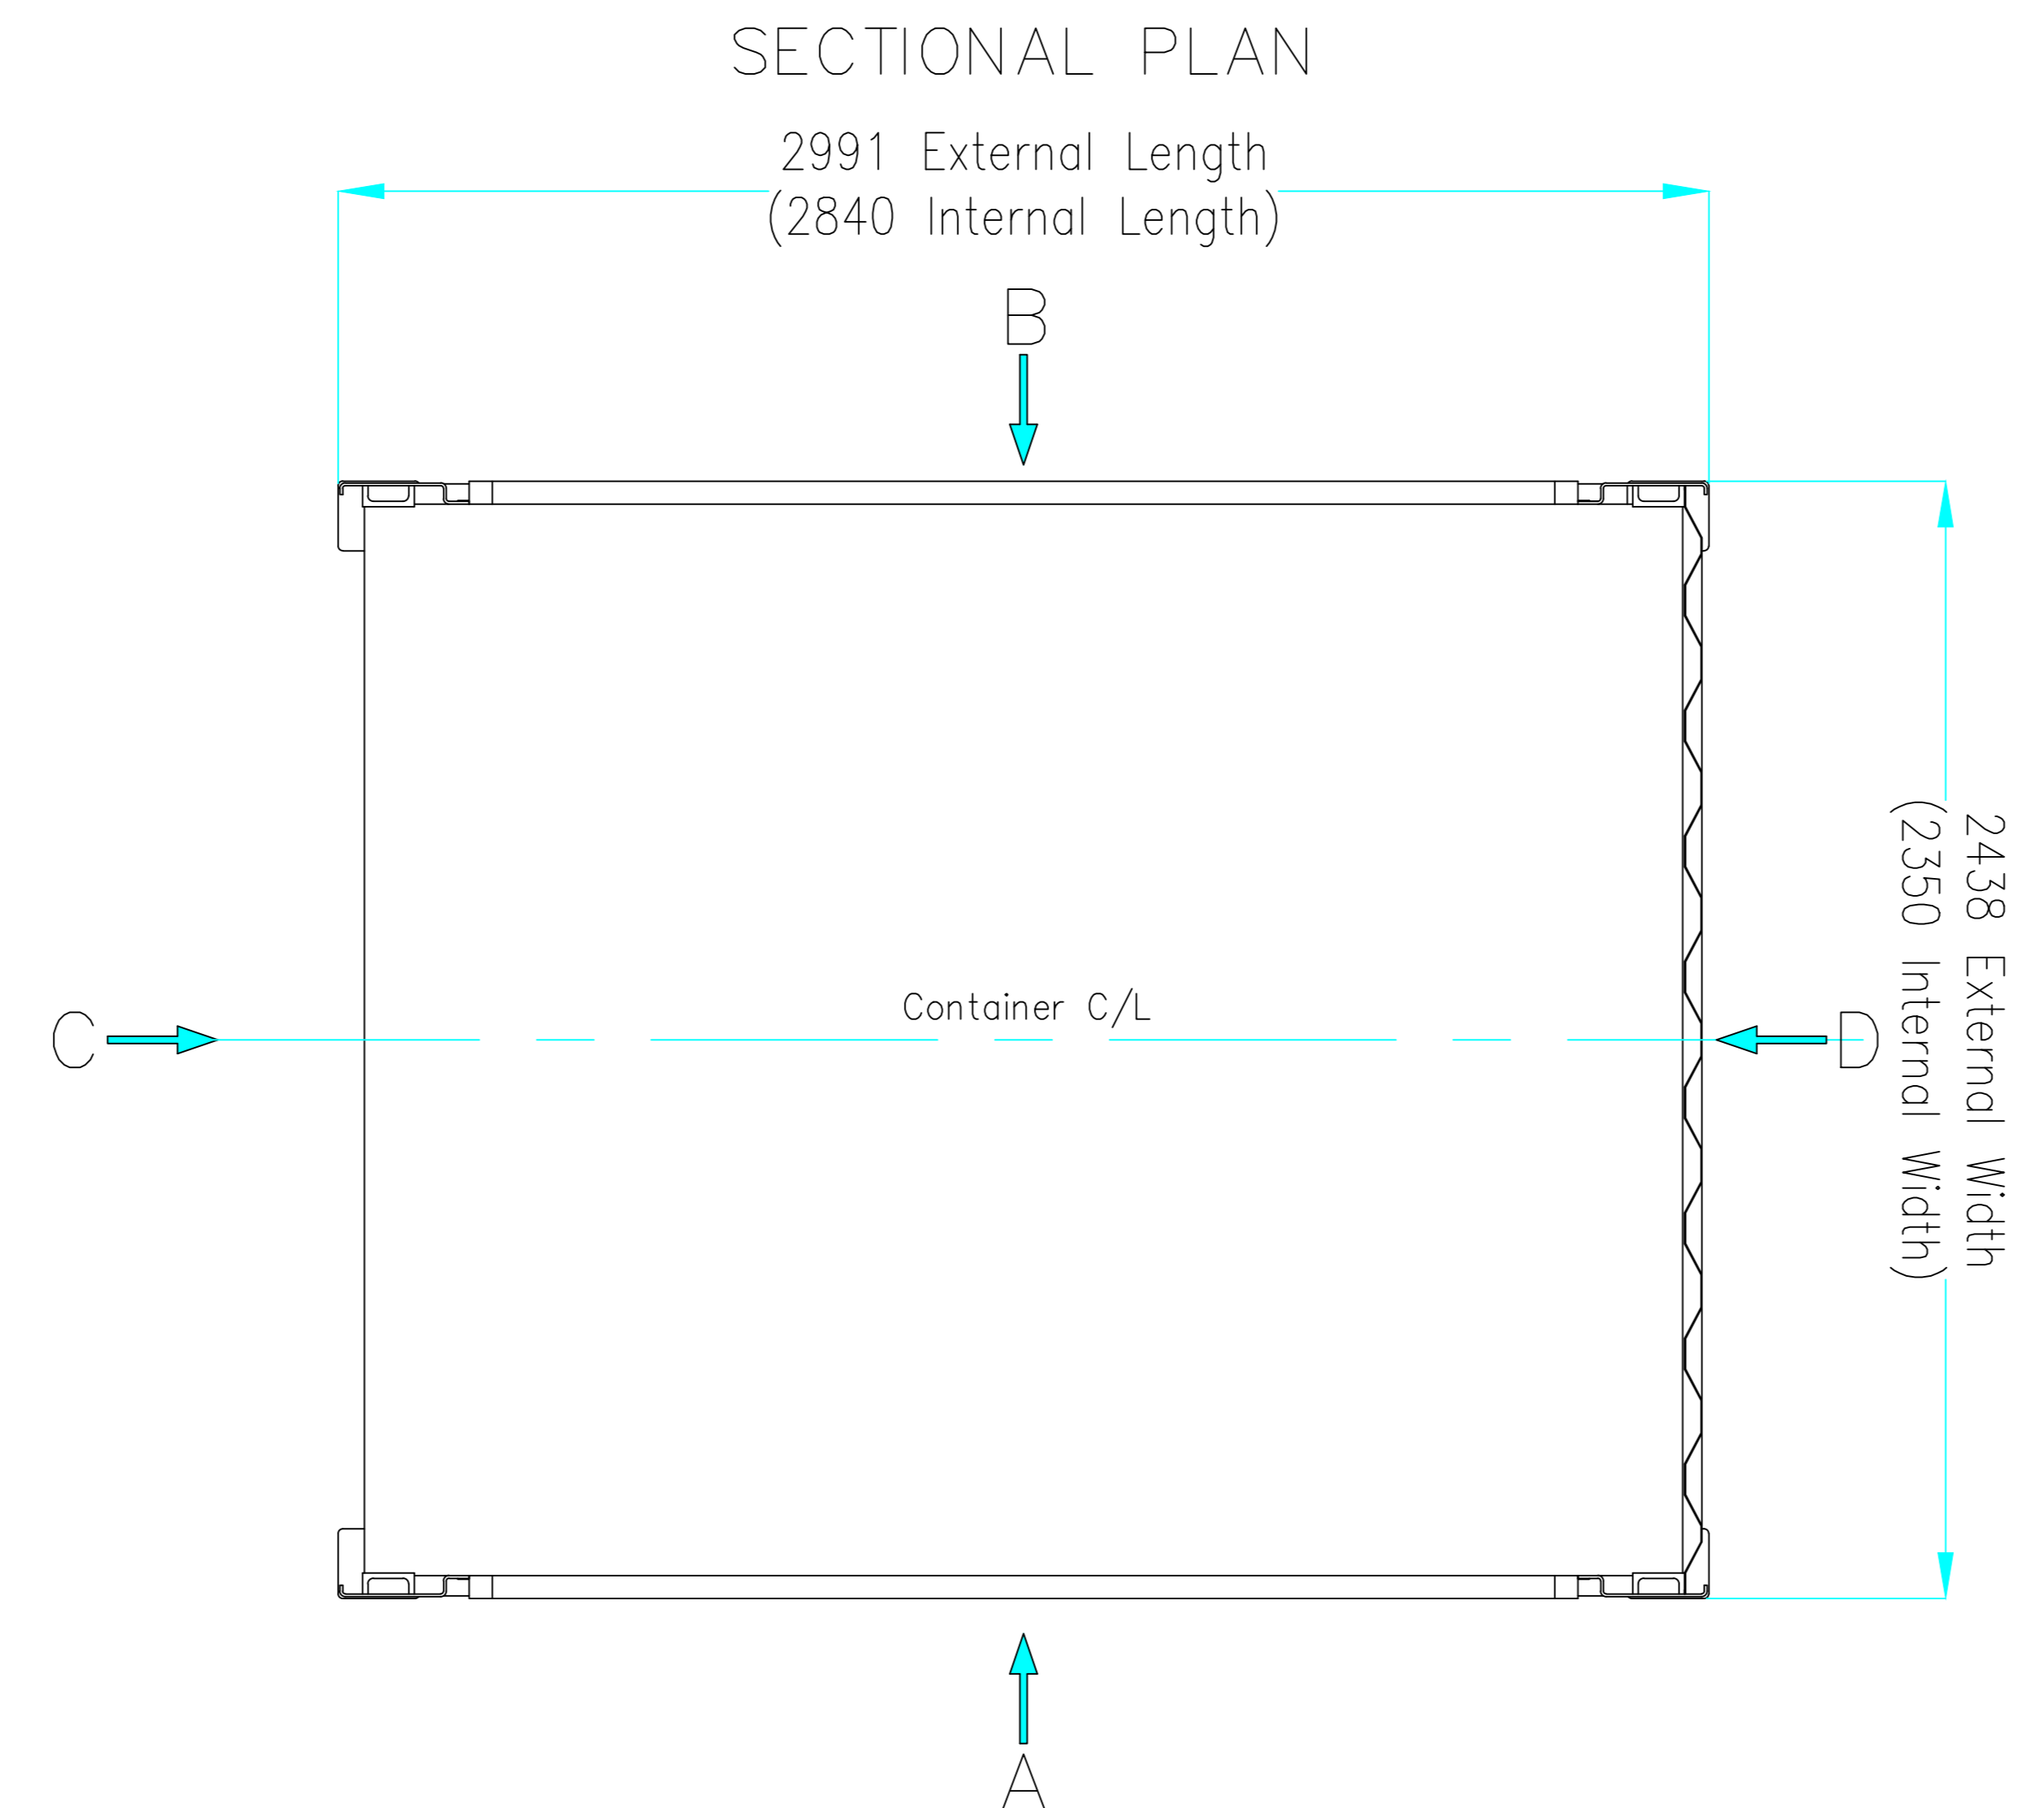 SECTIONAL PLAN
2991 External Length
(2840 Internal Length)
B
2438 External Width
(2350 Internal Width)
Container C/L
C
D
A